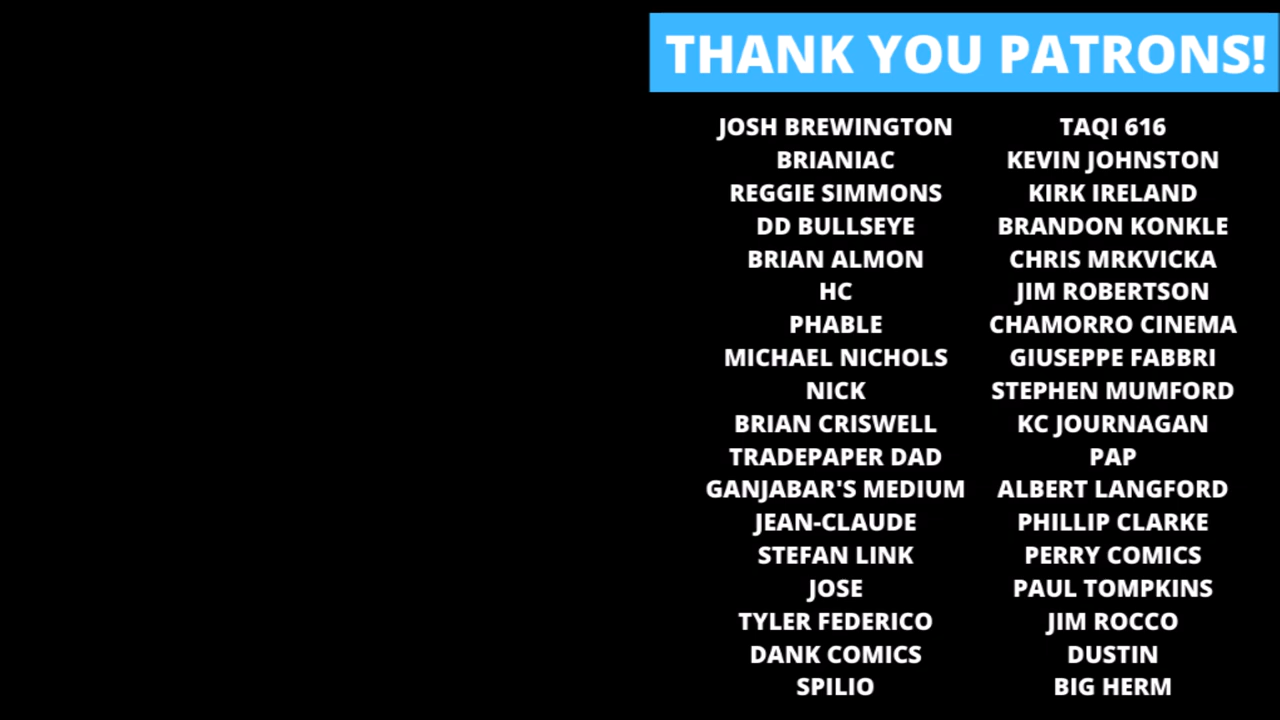 THANK YOU PATRONS!
JOSH BREWINGTON
BRIANIAC
REGGIE SIMMONS
DD BULLSEYE
BRIAN ALMON
HC
PHABLE
MICHAEL NICHOLS
NICK
BRIAN CRISWELL
TRADEPAPER DAD
GANJABAR'S MEDIUM
JEAN-CLAUDE
STEFAN LINK
JOSE
TYLER FEDERICO
DANK COMICS
SPILIO
TAQI 616
KEVIN JOHNSTON
KIRK IRELAND
BRANDON KONKLE
CHRIS MRKVICKA
JIM ROBERTSON
CHAMORRO CINEMA
GIUSEPPE FABBRI
STEPHEN MUMFORD
KC JOURNAGAN
PAP
ALBERT LANGFORD
PHILLIP CLARKE
PERRY COMICS
PAUL TOMPKINS
JIM ROCCO
DUSTIN
BIG HERM